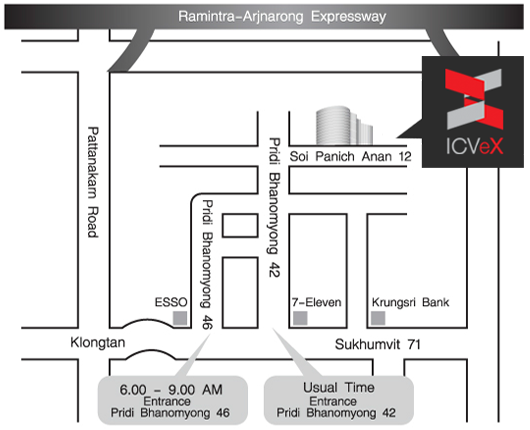 Ramintra-Arjnarong Expressway
ICVeX
Soi Panich Anan 12
Pattanakarn Road
Pridi Bhanomyong 42
Pridi Bhanomyong 46
ESSO
7-Eleven
Krungsri Bank
Klongtan
Sukhumvit 71
6.00 - 9.00 AM
Entrance
Pridi Bhanomyong 46
Usual Time
Entrance
Pridi Bhanomyong 42